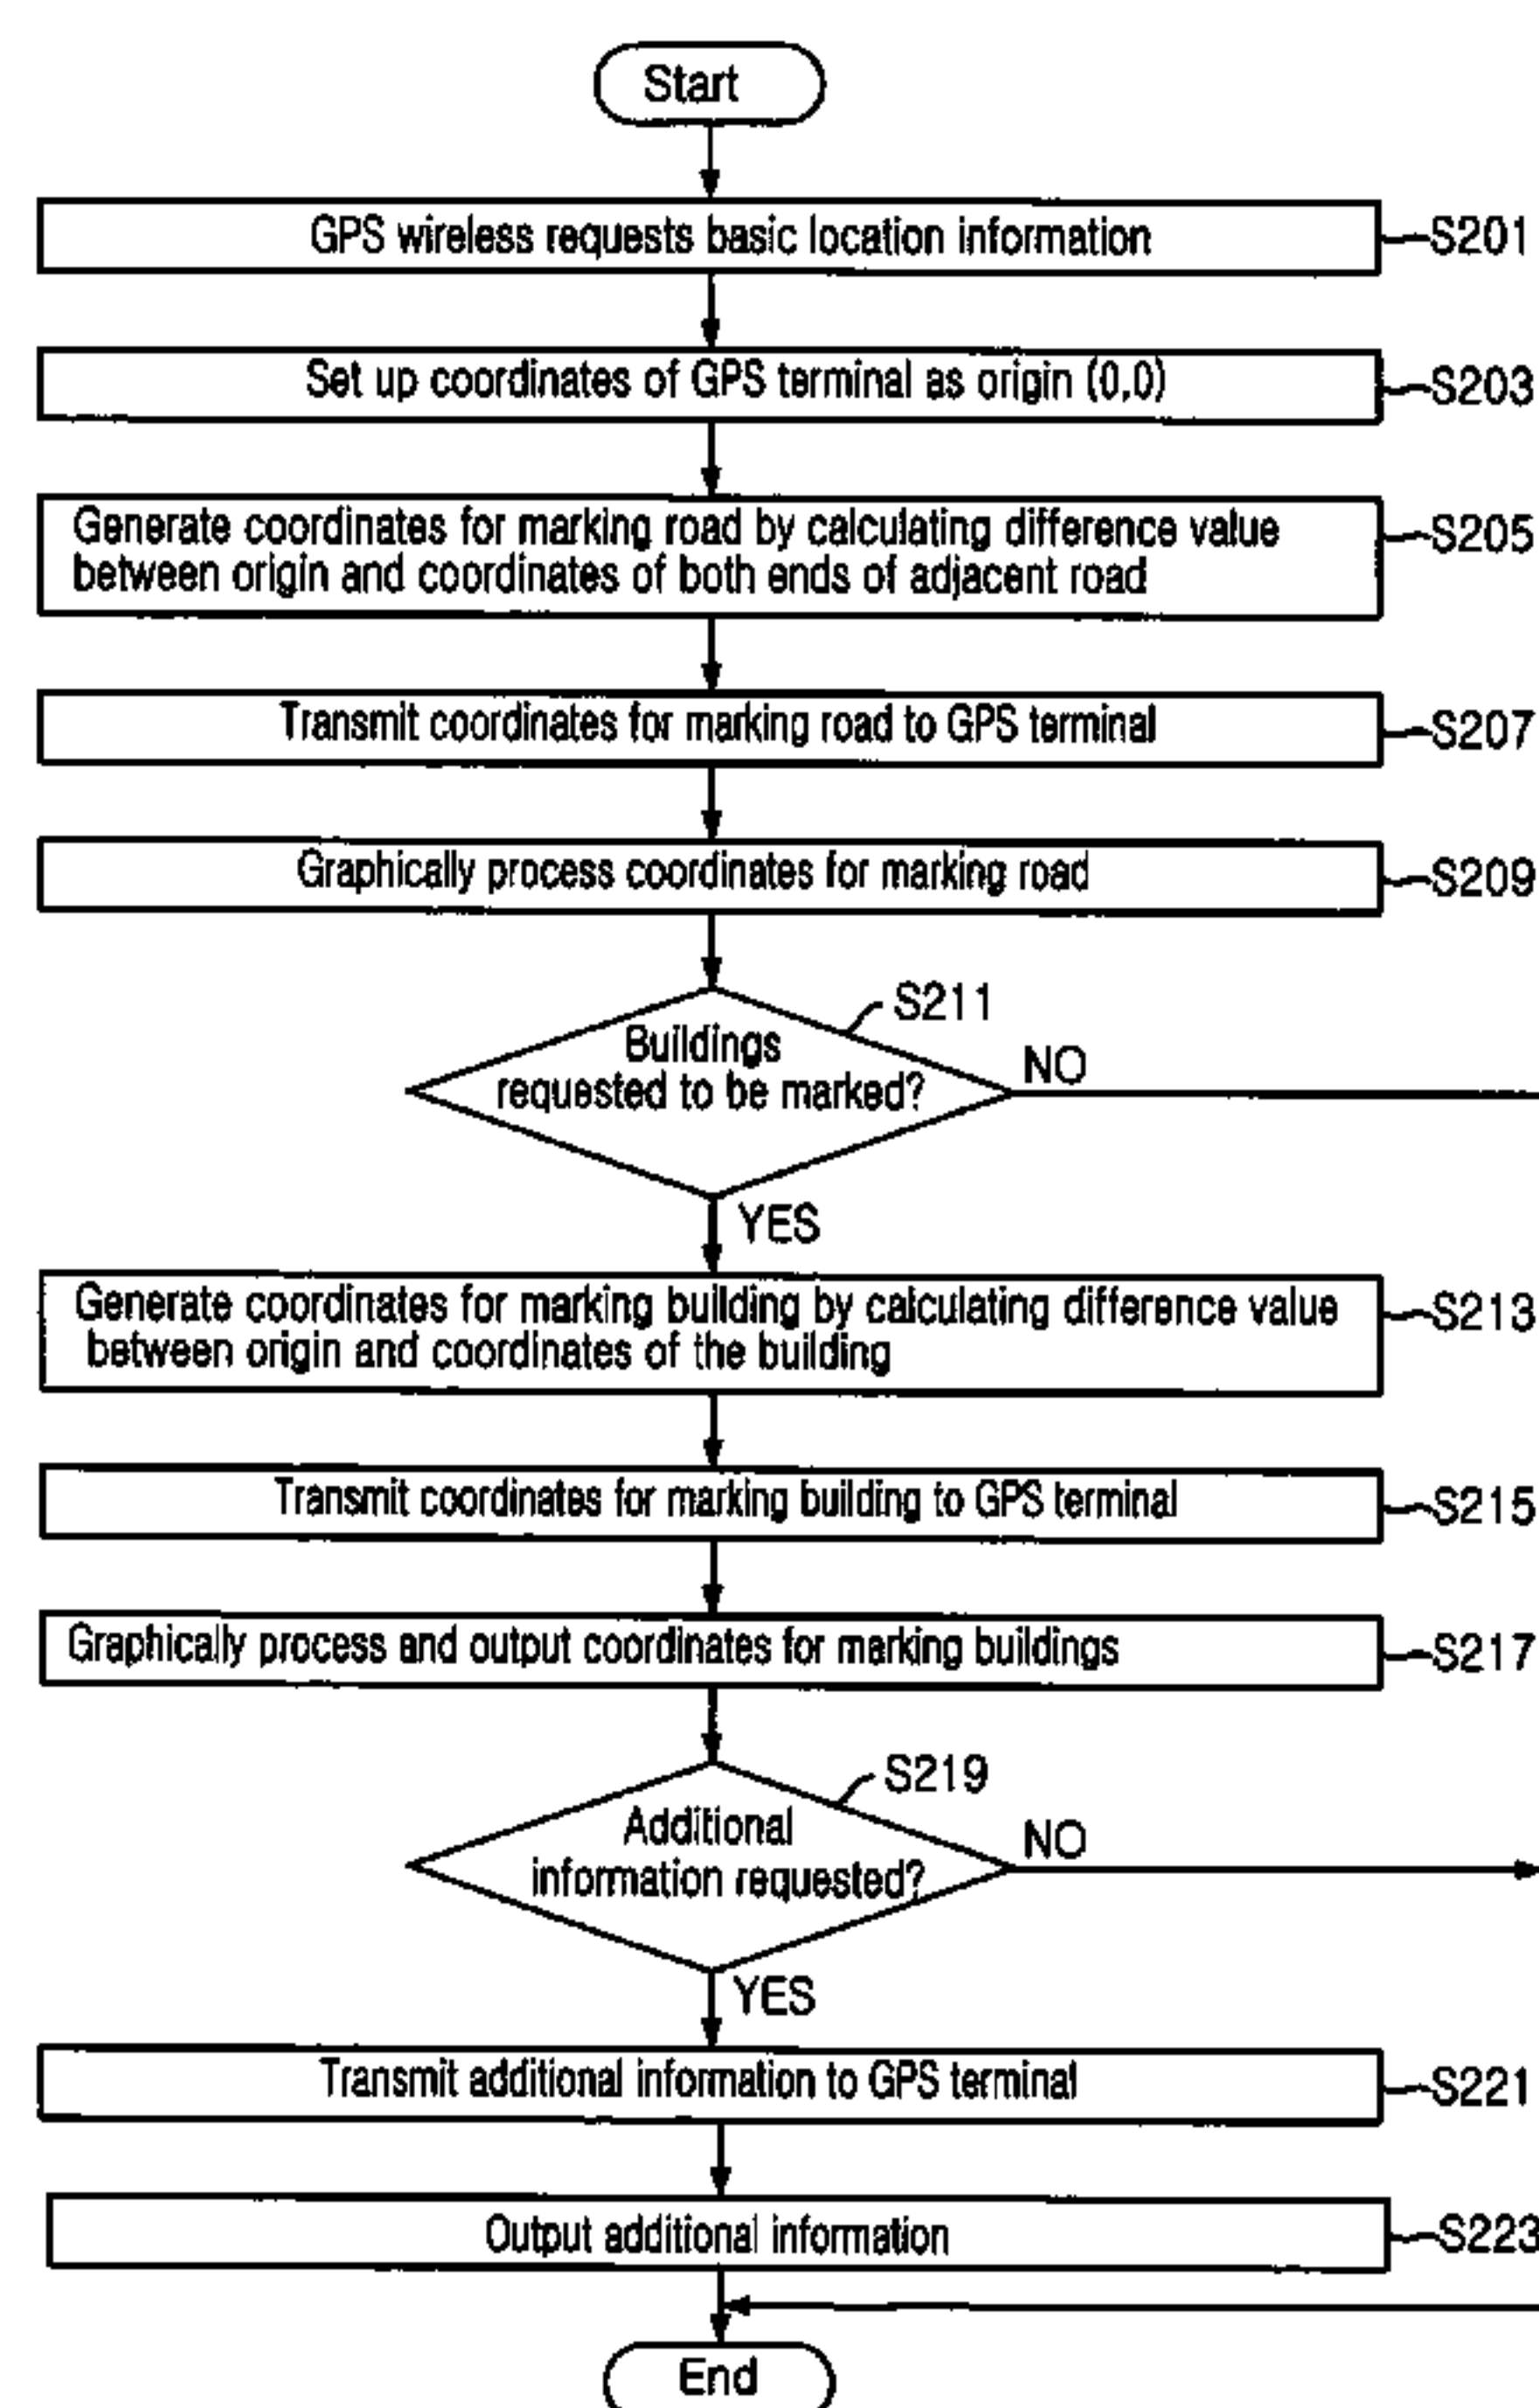 Start
GPS wireless requests basic location information
S201
Set up coordinates of GPS terminal as origin (0,0)
S203
Generate coordinates for marking road by calculating difference value
between origin and coordinates of both ends of adjacent road
S205
Transmit coordinates for marking road to GPS terminal
S207
Graphically process coordinates for marking road
S209
S211
Buildings
requested to be marked?
NO
YES
Generate coordinates for marking building by calculating difference value
between origin and coordinates of the building
S213
Transmit coordinates for marking building to GPS terminal
S215
Graphically process and output coordinates for marking buildings
S217
S219
Additional
information requested?
NO
YES
Transmit additional information to GPS terminal
S221
Output additional information
S223
End